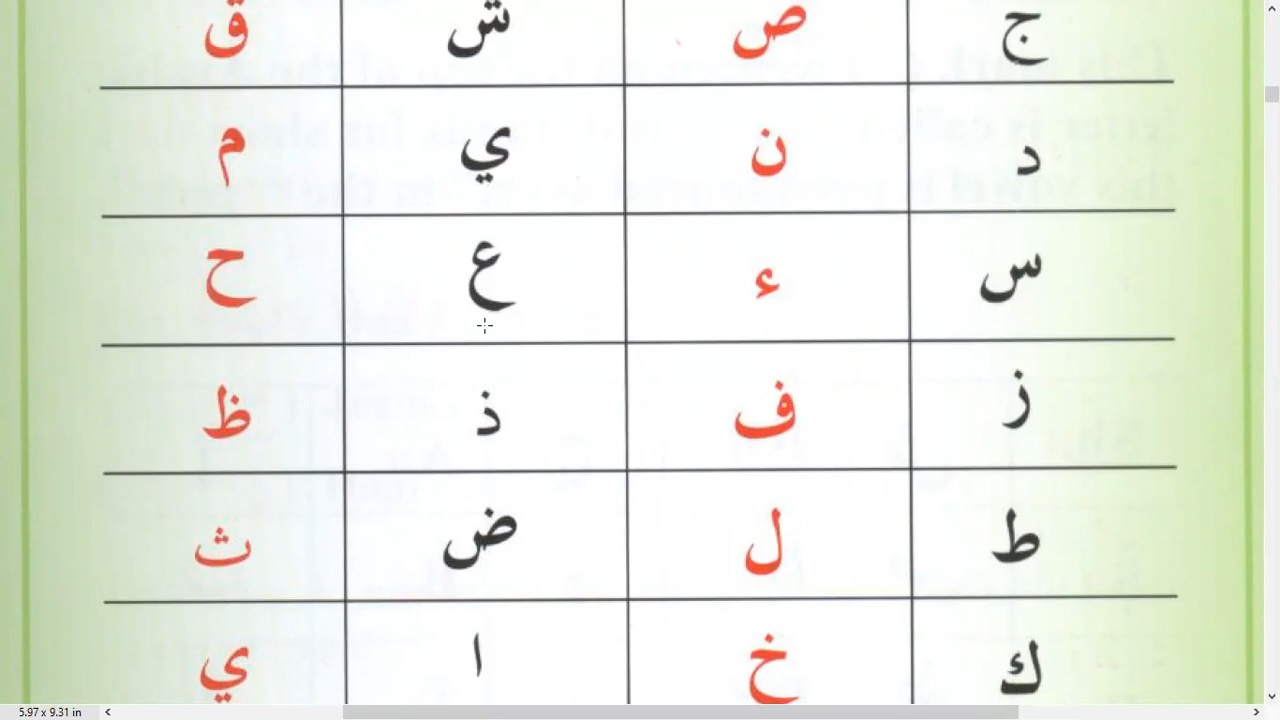 ج ص ش ق
د ن ي م
س ء ع ح
ز ف ذ ظ
ط ل ض ث
ك خ ا ي
5.97 x 9.31 in